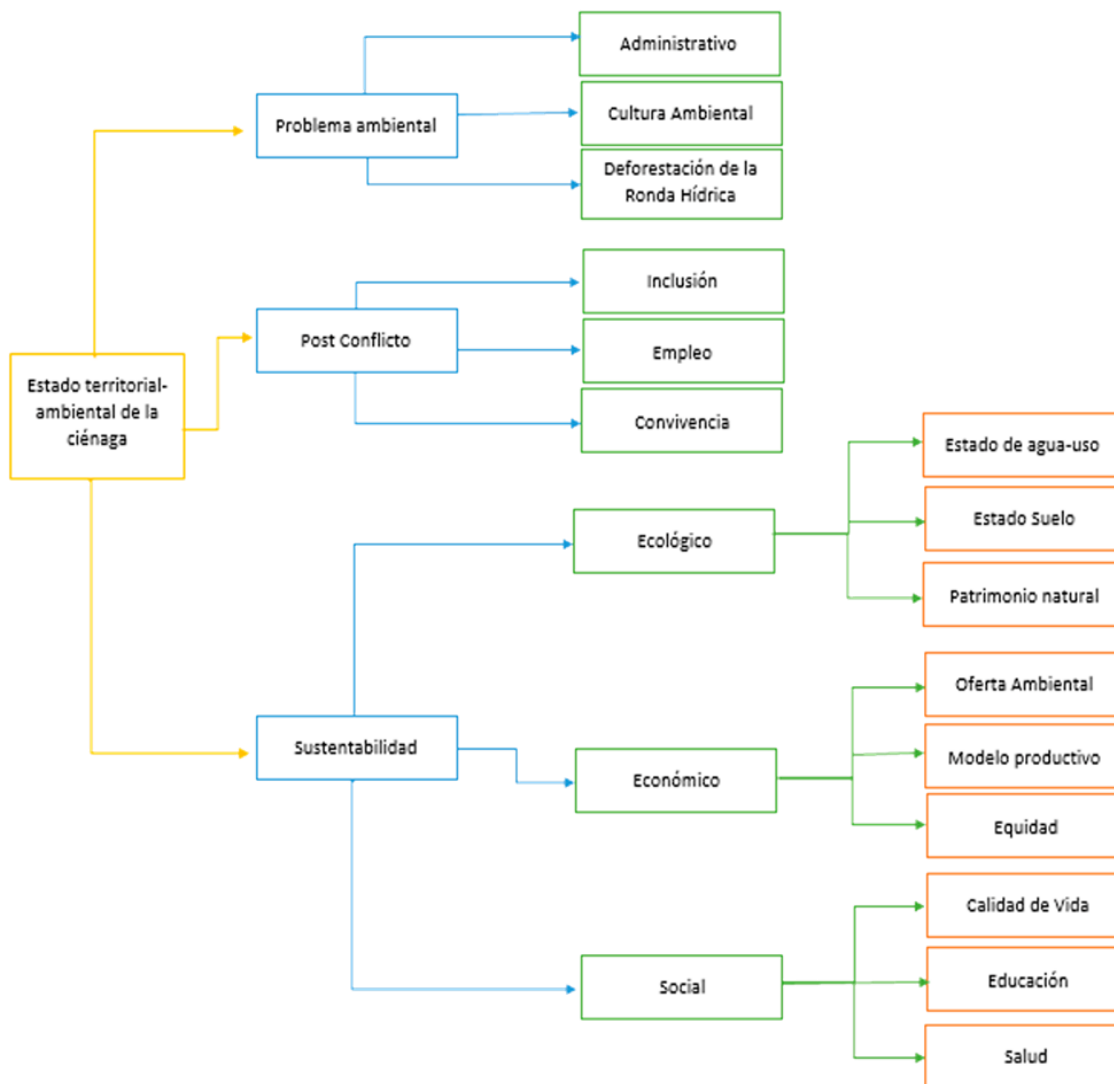 Administrativo
Problema ambiental
Cultura Ambiental
Deforestación de la
Ronda Hídrica
Inclusión
Post Conflicto
Empleo
Convivencia
Estado territorial-
ambiental de la
ciénaga
Estado de agua-uso
Ecológico
Estado Suelo
Patrimonio natural
Oferta Ambiental
Sustentabilidad
Modelo productivo
Económico
Equidad
Calidad de Vida
Social
Educación
Salud